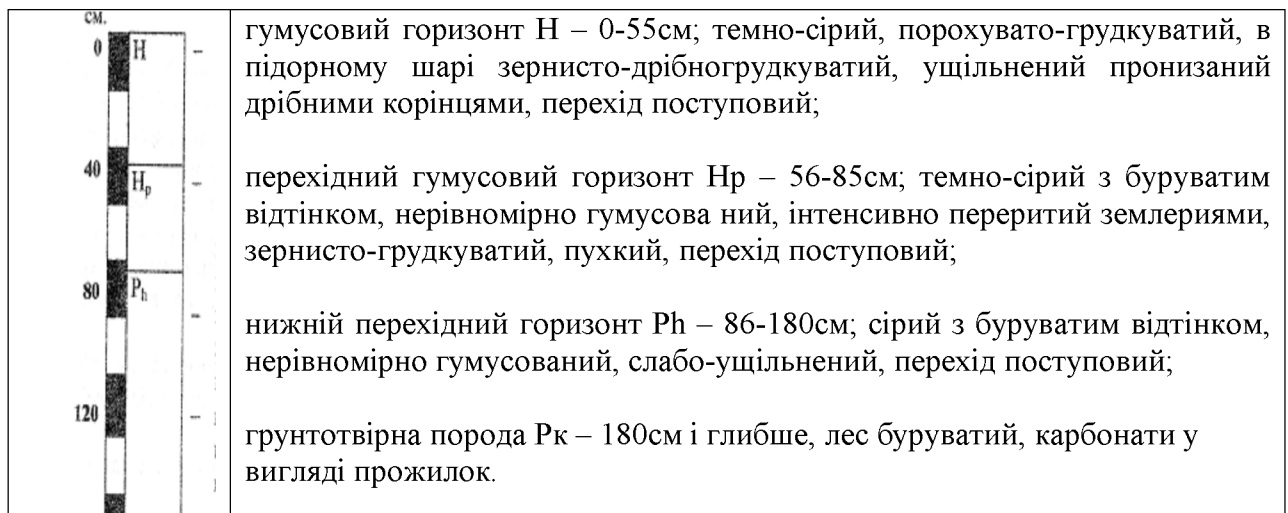 см.
0 Н
40 Нр
80 Рh
120
гумусовий горизонт Н – 0-55см; темно-сірий, порохувато-грудкуватий, в
підорному шарі зернисто-дрібногрудкуватий, ущільнений пронизаний
дрібними корінцями, перехід поступовий;
перехідний гумусовий горизонт Нр – 56-85см; темно-сірий з буруватим
відтінком, нерівномірно гумусова ний, інтенсивно переритий землериями,
зернисто-грудкуватий, пухкий, перехід поступовий;
нижній перехідний горизонт Рh – 86-180см; сірий з буруватим відтінком,
нерівномірно гумусований, слабо-ущільнений, перехід поступовий;
грунтотвірна порода Рк – 180см і глибше, лес буруватий, карбонати у
вигляді прожилок.